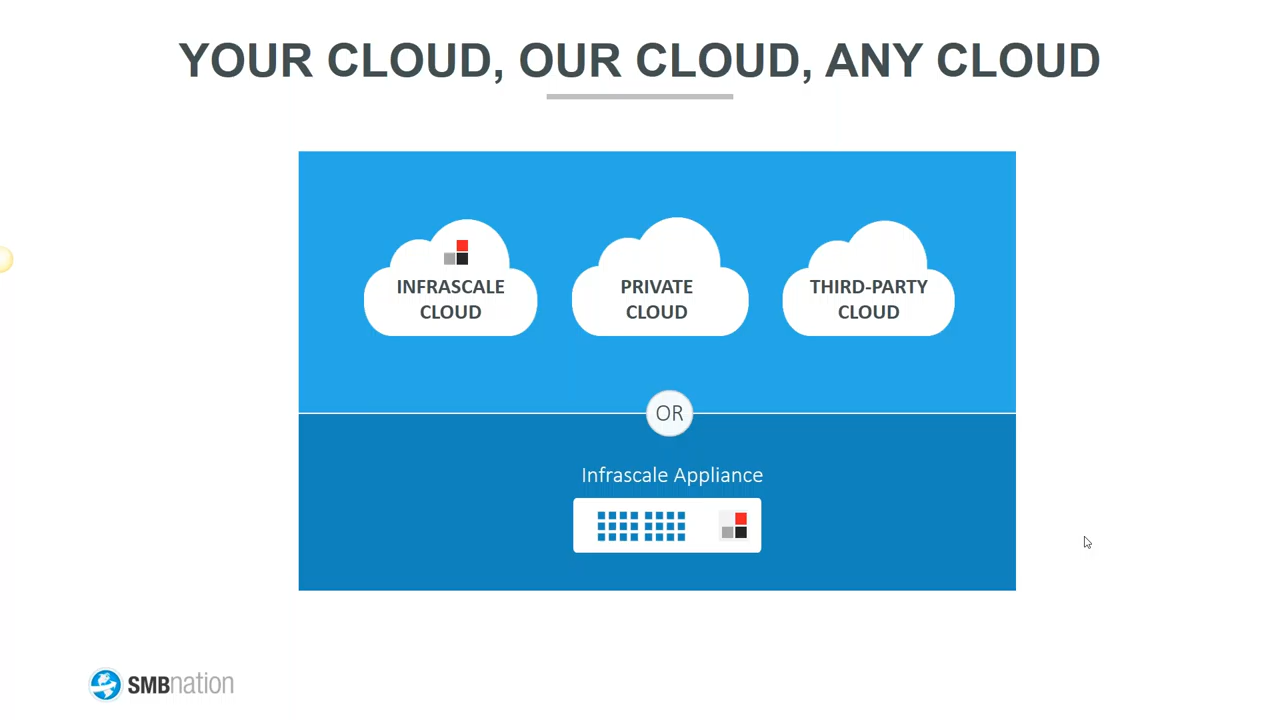 YOUR CLOUD, OUR CLOUD, ANY CLOUD
INFRASCALE
CLOUD
PRIVATE
CLOUD
THIRD-PARTY
CLOUD
OR
Infrascale Appliance
SMBnation